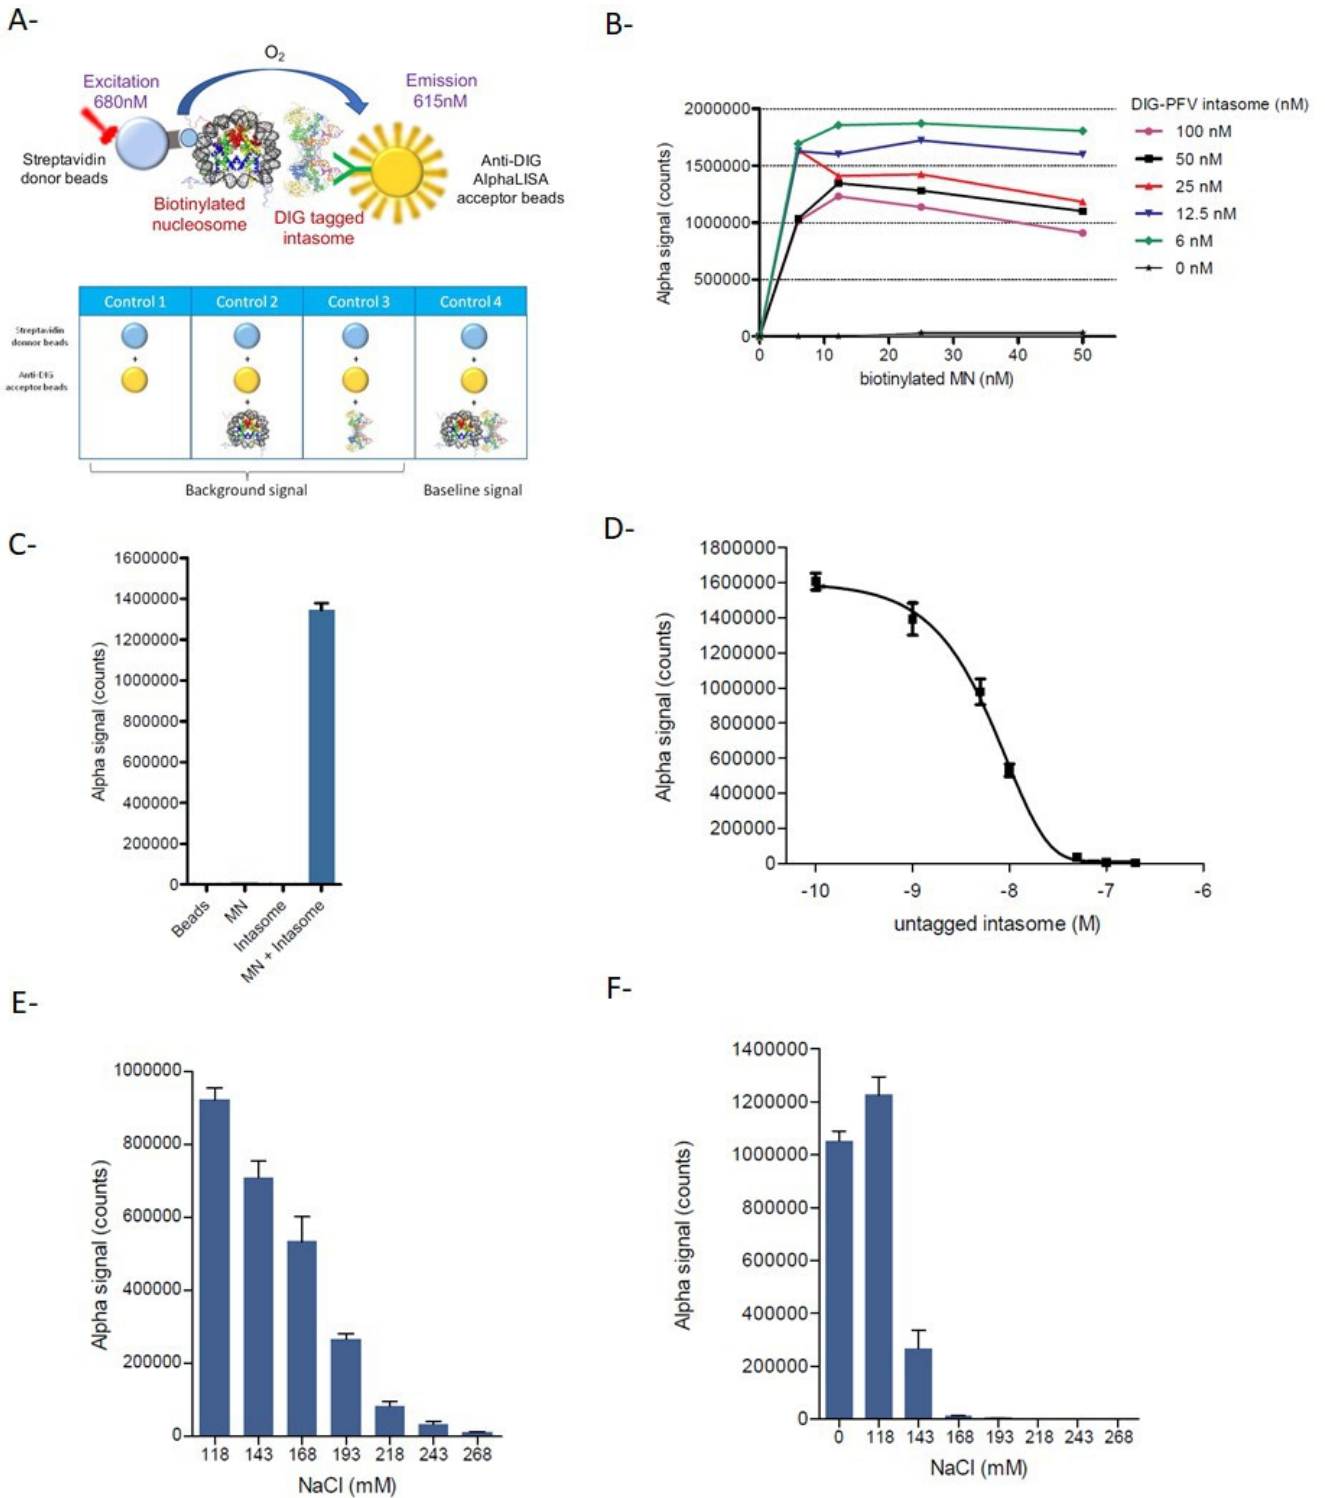 A-
O2
Excitation
680nM
Emission
615nM
Streptavidin
donor beads
Biotinylated
nucleosome
DIG tagged
intasome
Anti-DIG
AlphaLISA
acceptor beads
Control 1 Control 2 Control 3 Control 4
Streptavidin
donnor beads
+ + + +
Anti-DIG
acceptor beads
+ + +
Background signal
Baseline signal
B-
Alpha signal (counts)
2000000
1500000
1000000
500000
0
0 10 20 30 40 50
biotinylated MN (nM)
DIG-PFV intasome (nM)
100 nM
50 nM
25 nM
12.5 nM
6 nM
0 nM
C-
Alpha signal (counts)
1600000
1400000
1200000
1000000
800000
600000
400000
200000
0
Beads
MN
Intasome
MN + Intasome
D-
Alpha signal (counts)
1800000
1600000
1400000
1200000
1000000
800000
600000
400000
200000
0
-10 -9 -8 -7 -6
untagged intasome (M)
E-
Alpha signal (counts)
1000000
800000
600000
400000
200000
0
118 143 168 193 218 243 268
NaCl (mM)
F-
Alpha signal (counts)
1400000
1200000
1000000
800000
600000
400000
200000
0
0 118 143 168 193 218 243 268
NaCl (mM)